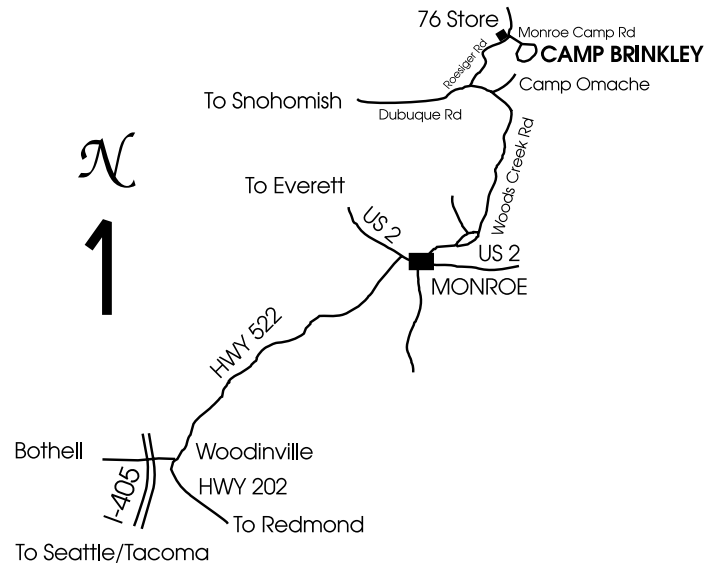 76 Store
Monroe Camp Rd
CAMP BRINKLEY
Roesiger Rd
Camp Omache
To Snohomish
Dubuque Rd
Woods Creek Rd
N
To Everett
US 2
US 2
MONROE
HWY 522
Bothell
Woodinville
I-405
HWY 202
To Redmond
To Seattle/Tacoma